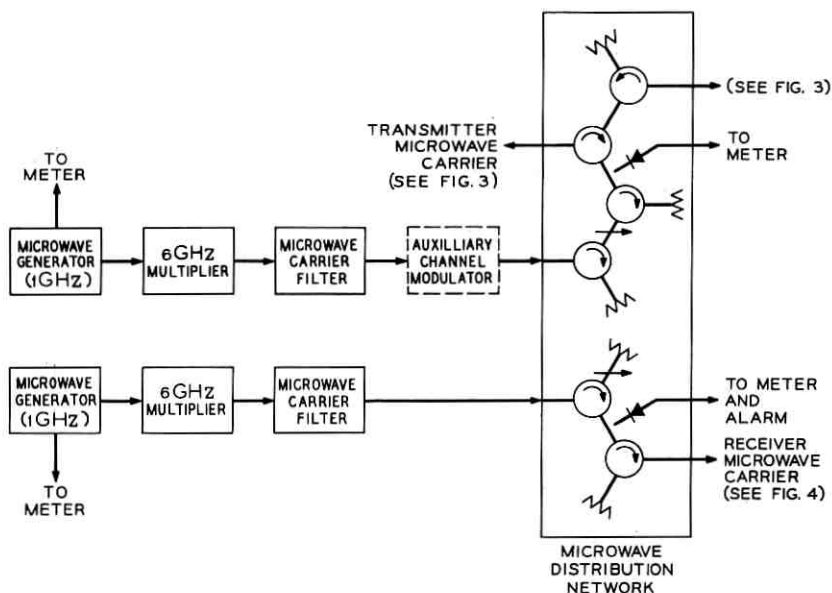 (SEE FIG. 3)
TRANSMITTER
MICROWAVE
CARRIER
(SEE FIG. 3)
TO
METER
TO
METER
MICROWAVE
GENERATOR
(1GHz)
6GHz
MULTIPLIER
MICROWAVE
CARRIER
FILTER
AUXILLIARY
CHANNEL
MODULATOR
MICROWAVE
GENERATOR
(1GHz)
6GHz
MULTIPLIER
MICROWAVE
CARRIER
FILTER
TO METER
AND
ALARM
RECEIVER
MICROWAVE
CARRIER
(SEE FIG. 4)
TO
METER
MICROWAVE
DISTRIBUTION
NETWORK